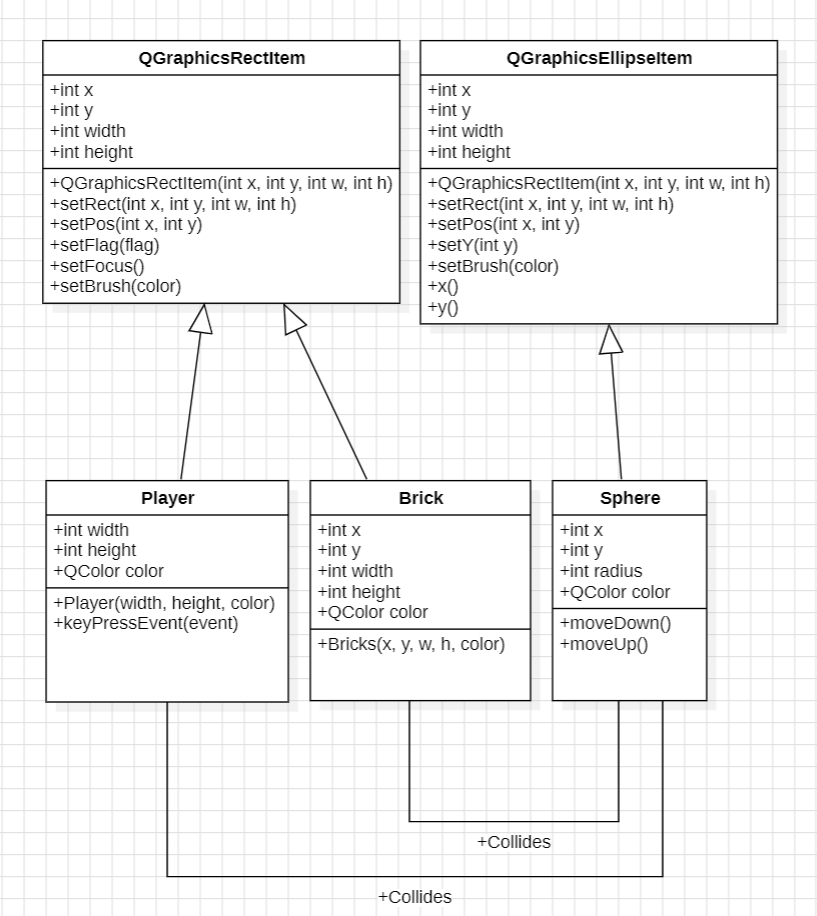 QGraphicsRectItem
+int x
+int y
+int width
+int height
+QGraphicsRectItem(int x, int y, int w, int h)
+setRect(int x, int y, int w, int h)
+setPos(int x, int y)
+setFlag(flag)
+setFocus()
+setBrush(color)
QGraphicsEllipseItem
+int x
+int y
+int width
+int height
+QGraphicsRectItem(int x, int y, int w, int h)
+setRect(int x, int y, int w, int h)
+setPos(int x, int y)
+setY(int y)
+setBrush(color)
+x()
+y()
Player
+int width
+int height
+QColor color
+Player(width, height, color)
+keyPressEvent(event)
Brick
+int x
+int y
+int width
+int height
+QColor color
+Bricks(x, y, w, h, color)
Sphere
+int x
+int y
+int radius
+QColor color
+moveDown()
+moveUp()
+Collides
+Collides